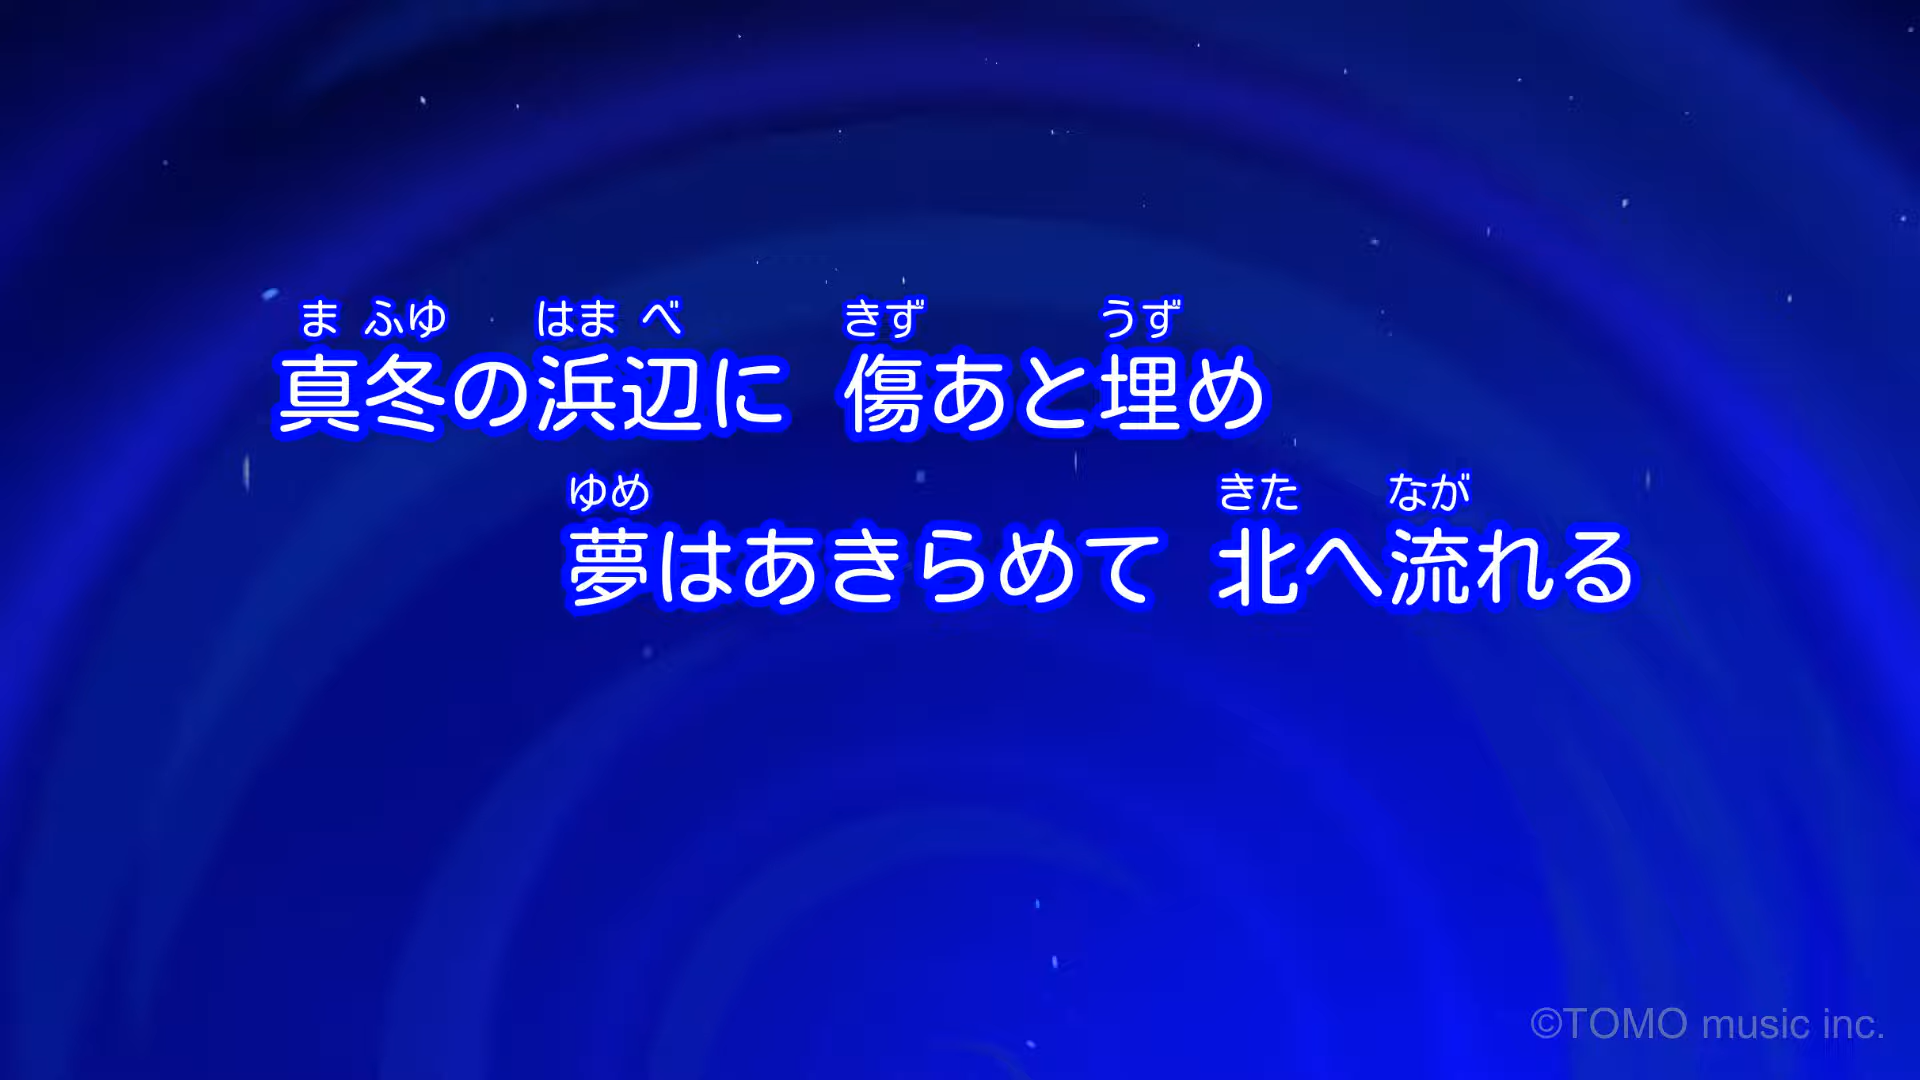 ま ふゆ はま べ きず うず
真冬の浜辺に 傷あと埋め
ゆめ きた なが
夢はあきらめて 北へ流れる
©TOMO music inc.